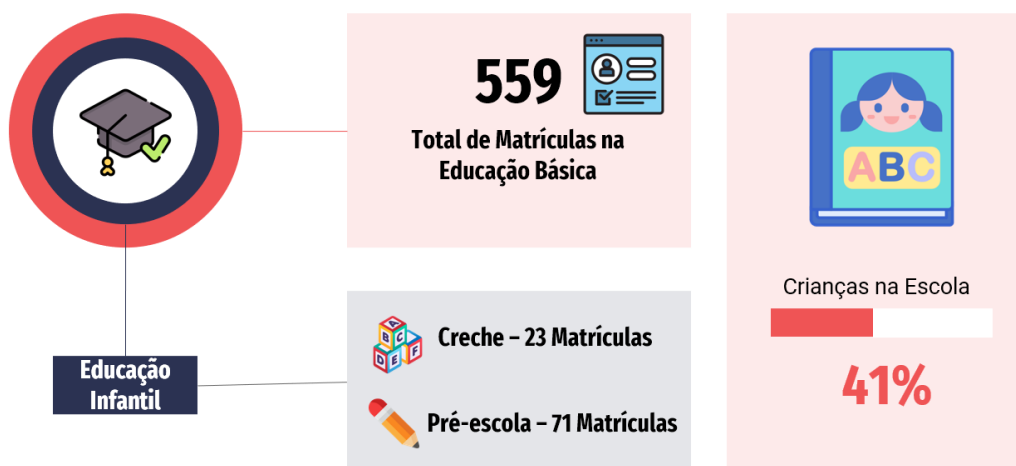 559
Total de Matrículas na
Educação Básica
ABC
Crianças na Escola
41%
Educação
Infantil
A
B C
D E F
Creche – 23 Matrículas
Pré-escola – 71 Matrículas